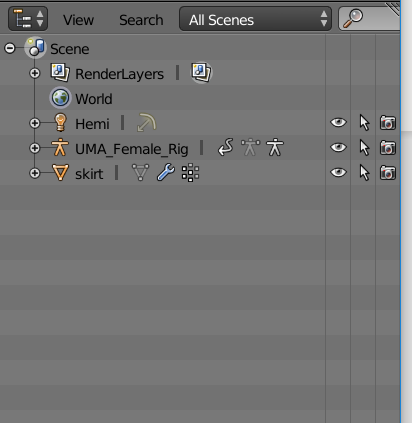 View Search All Scenes
Scene
RenderLayers
World
Hemi
UMA_Female_Rig
skirt